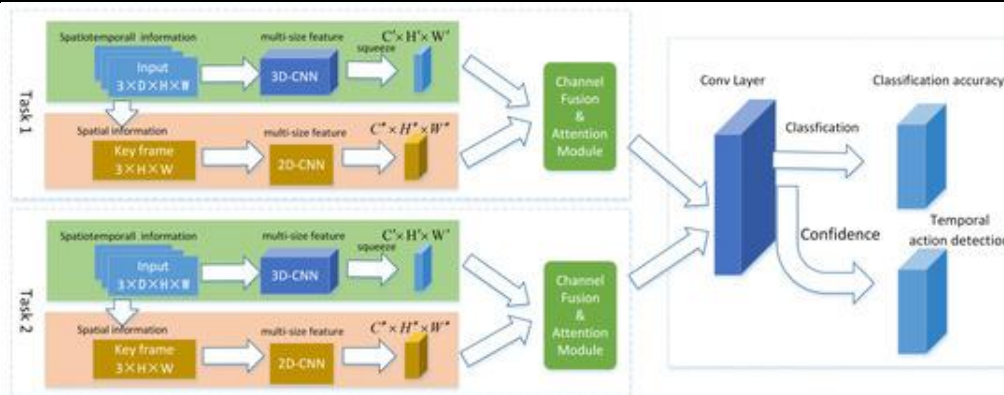 Task 1
Spatiotemporall information
multi-size feature
squeeze
C'×H'×W'
Input
3×D×H×W
3D-CNN
Spatial information
multi-size feature
C"×H"×W"
Key frame
3×H×W
2D-CNN
Channel
Fusion
&
Attention
Module
Task 2
Spatiotemporall information
multi-size feature
squeeze
C'×H'×W'
Input
3×D×H×W
3D-CNN
Spatial information
multi-size feature
C"×H"×W"
Key frame
3×H×W
2D-CNN
Channel
Fusion
&
Attention
Module
Conv Layer
Classification accuracy
Classfication
Confidence
Temporal
action detection